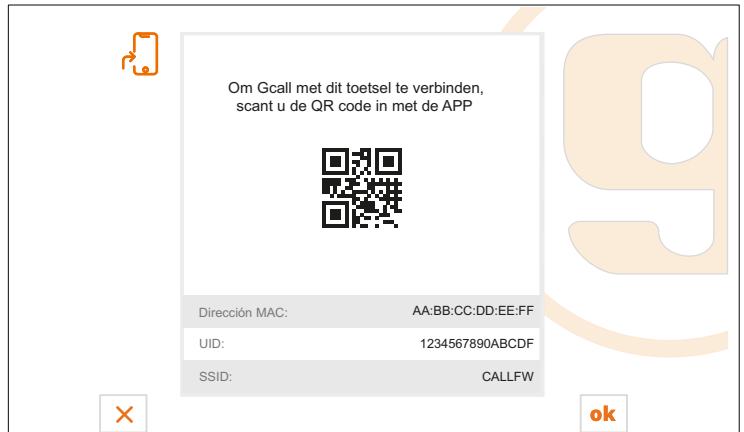 Om Gcall met dit toetsel te verbinden,
scant u de QR code in met de APP
Dirección MAC: AA:BB:CC:DD:EE:FF
UID: 1234567890ABCDF
SSID: CALLFW
ok
g